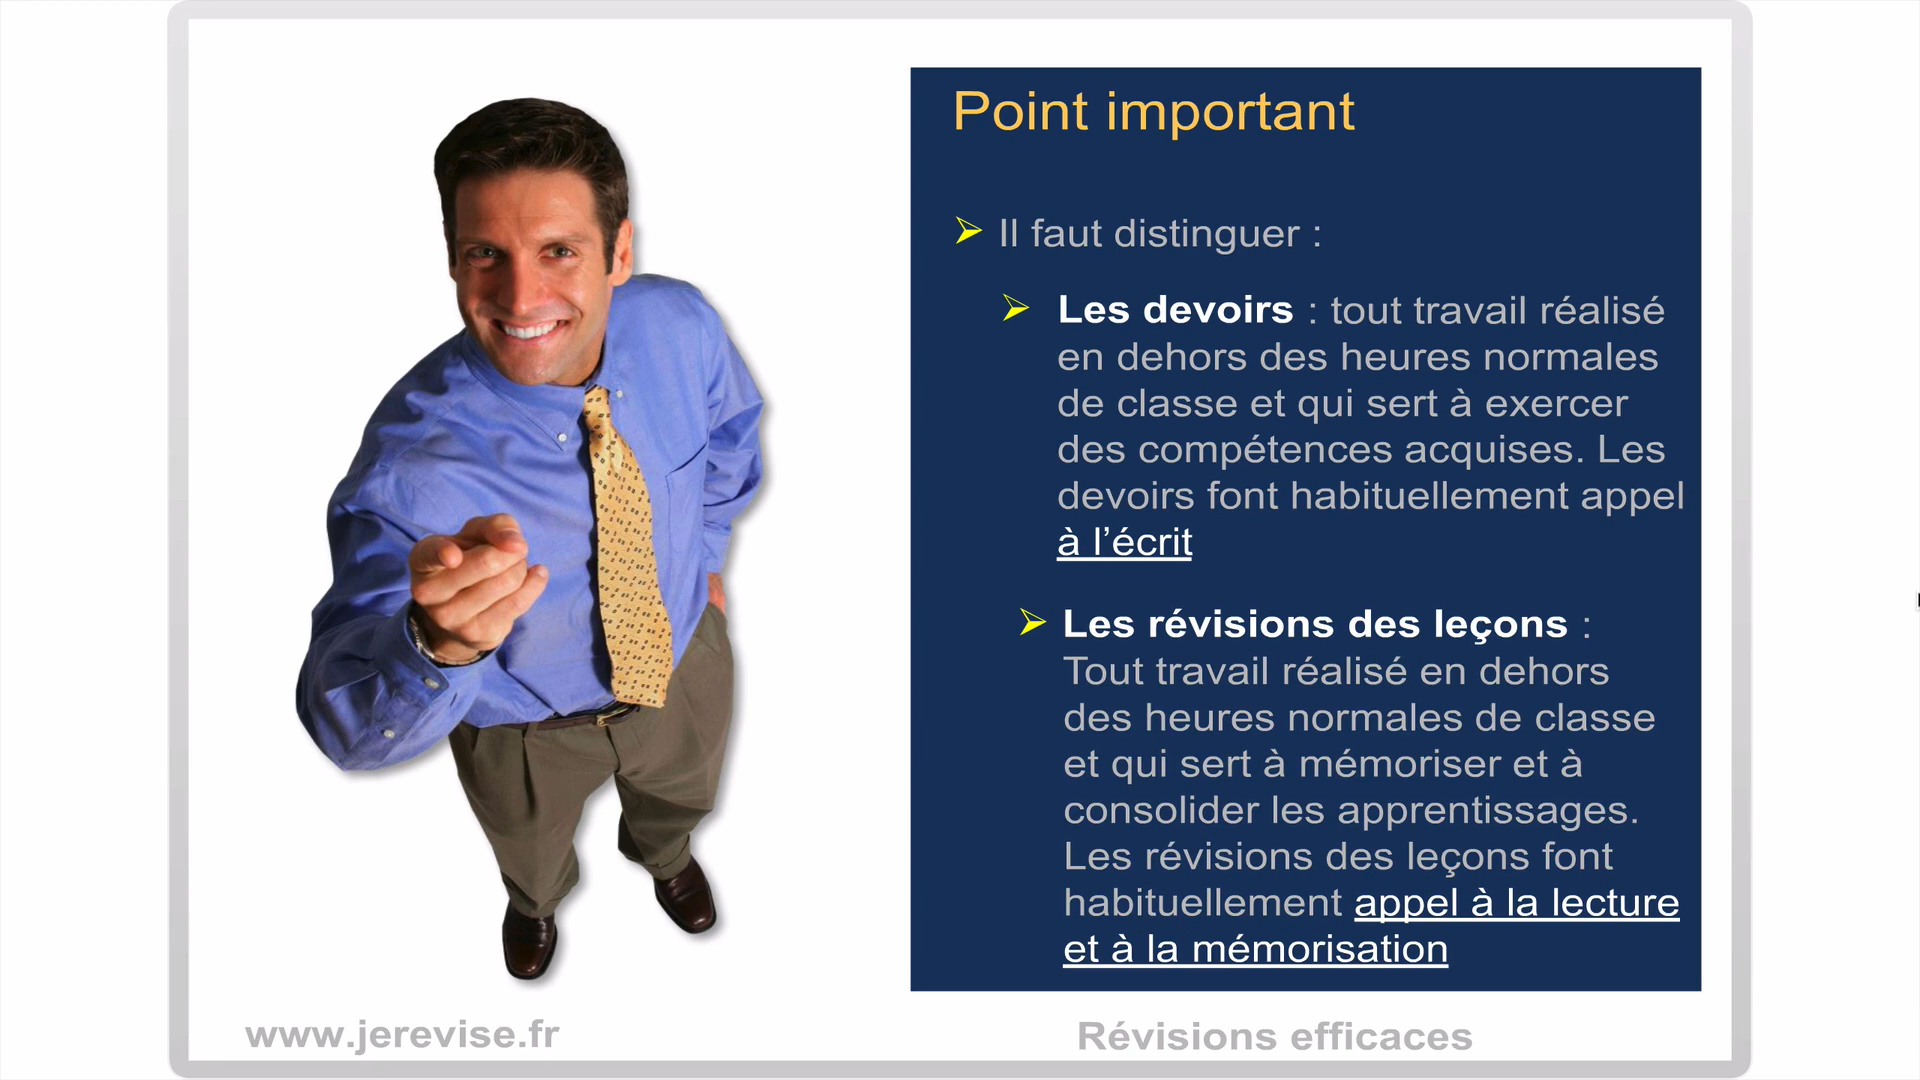 Point important
Il faut distinguer :
Les devoirs : tout travail réalisé
en dehors des heures normales
de classe et qui sert à exercer
des compétences acquises. Les
devoirs font habituellement appel
à l’écrit
Les révisions des leçons :
Tout travail réalisé en dehors
des heures normales de classe
et qui sert à mémoriser et à
consolider les apprentissages.
Les révisions des leçons font
habituellement appel à la lecture
et à la mémorisation
www.jerevise.fr
Révisions efficaces